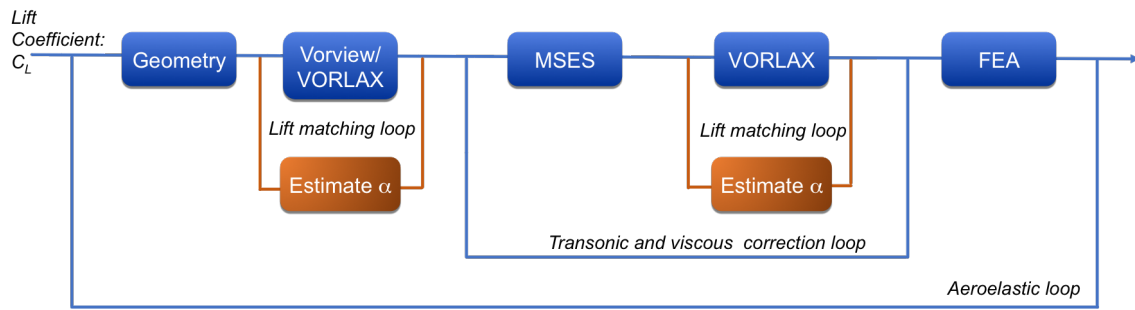 Lift
Coefficient:
C_L
Geometry
Vorview/
VORLAX
MSES
VORLAX
FEA
Lift matching loop
Lift matching loop
Estimate α
Estimate α
Transonic and viscous correction loop
Aeroelastic loop